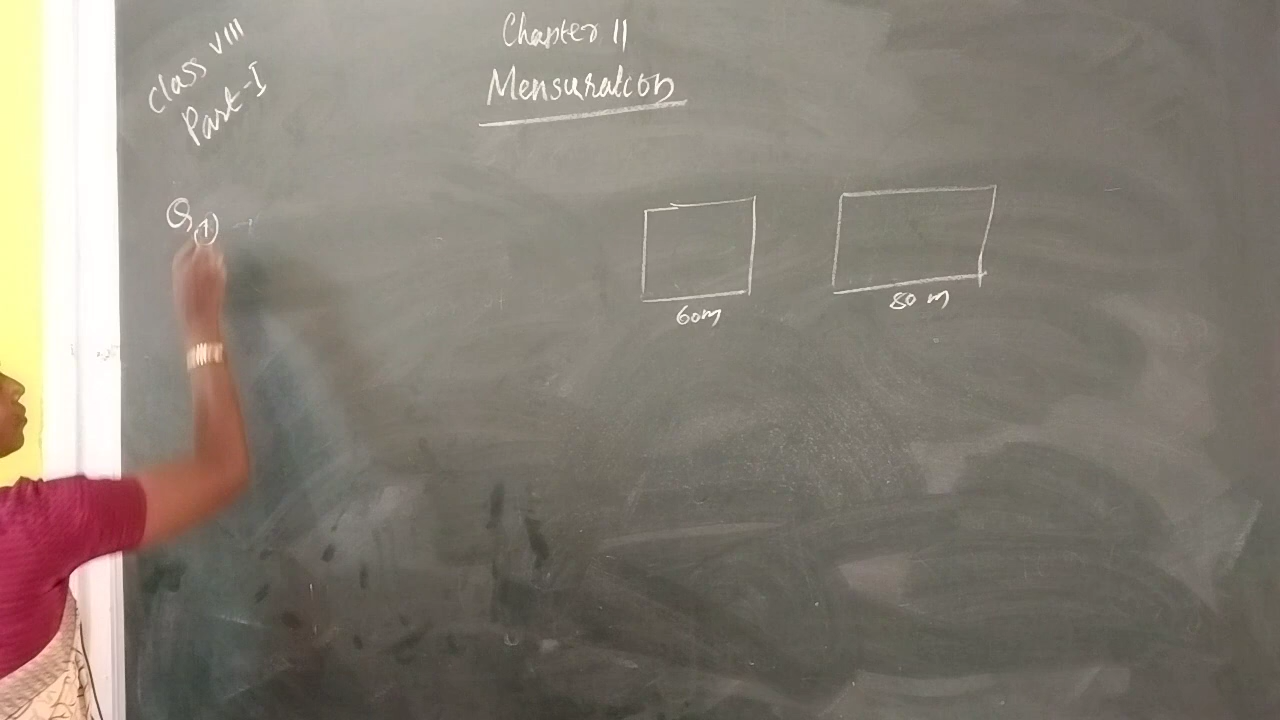 Class VIII
Part-I
Chapter 11
Mensuration
Q 1
60m
80 m